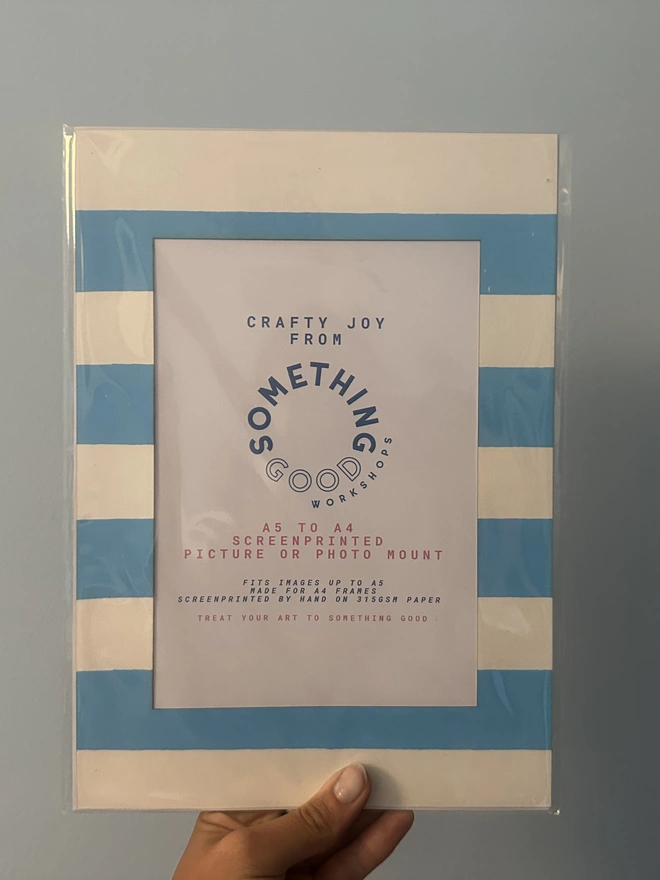 CRAFTY JOY
FROM
SOMETHING
GOOD
WORKSHOPS
A5 TO A4
SCREENPRINTED
PICTURE OR PHOTO MOUNT
FITS IMAGES UP TO A5
MADE FOR A4 FRAMES
SCREENPRINTED BY HAND ON 315GSM PAPER
TREAT YOUR ART TO SOMETHING GOOD :